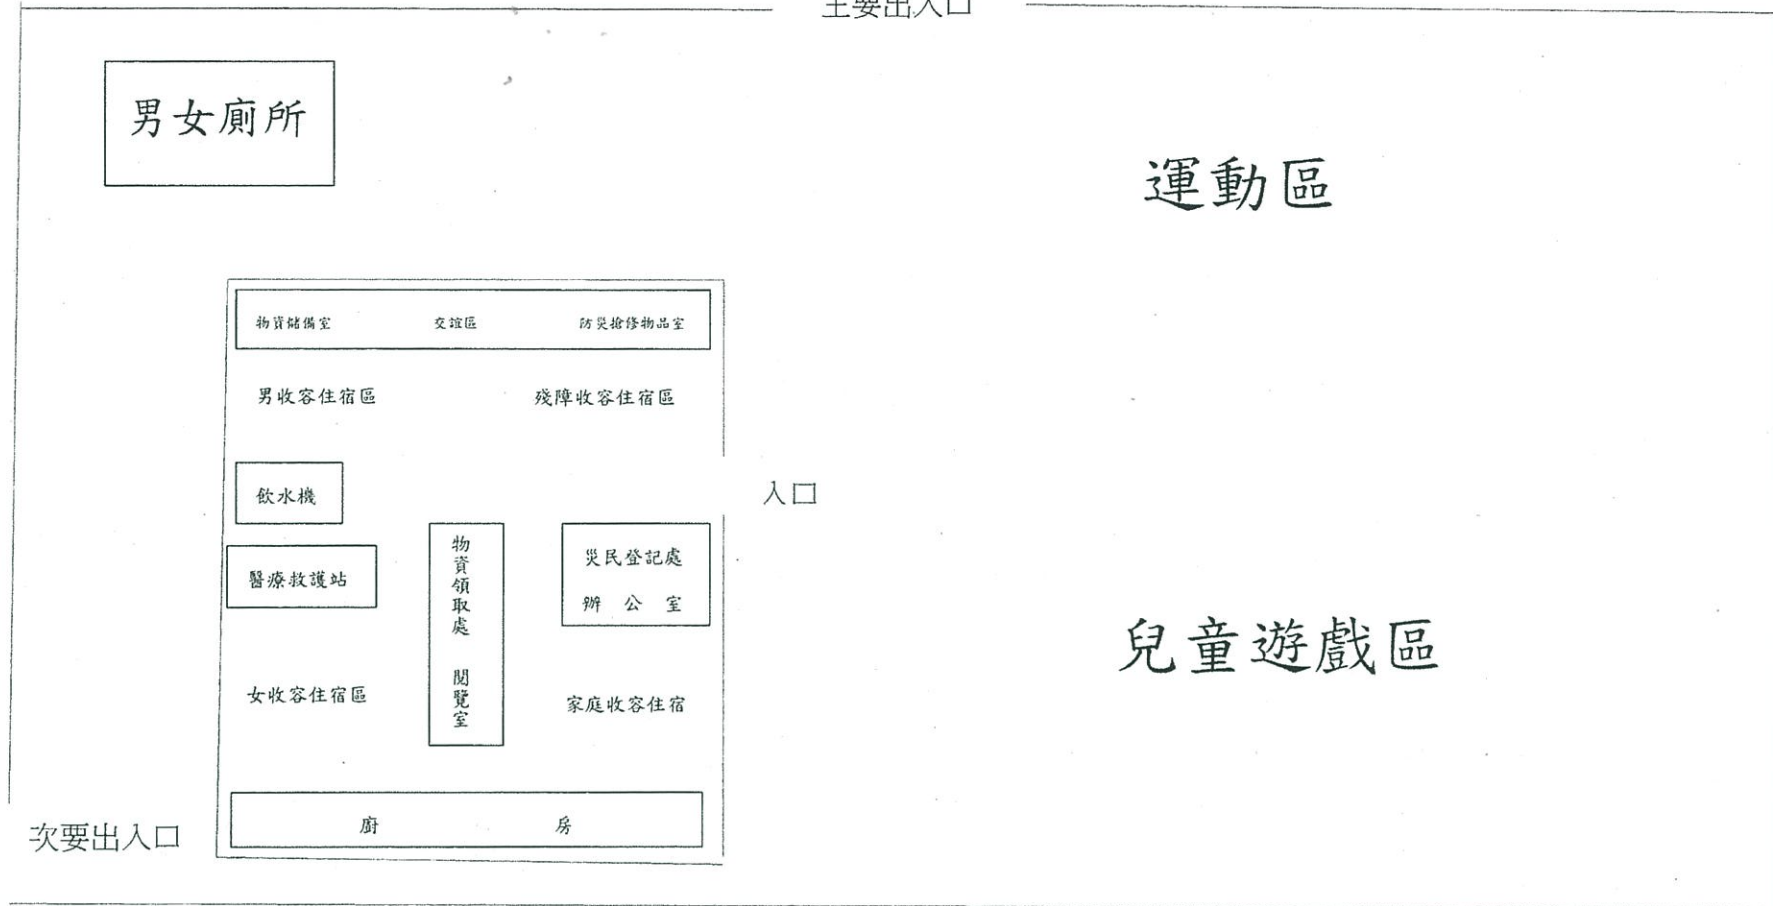 主要出入口
男女廁所
運動區
物資儲備室 交誼區 防災搶修物品室
男收容住宿區 殘障收容住宿區
飲水機
入口
醫療救護站
物資領取處 閱覽室
災民登記處
辦公室
兒童遊戲區
女收容住宿區
家庭收容住宿
廚房
次要出入口